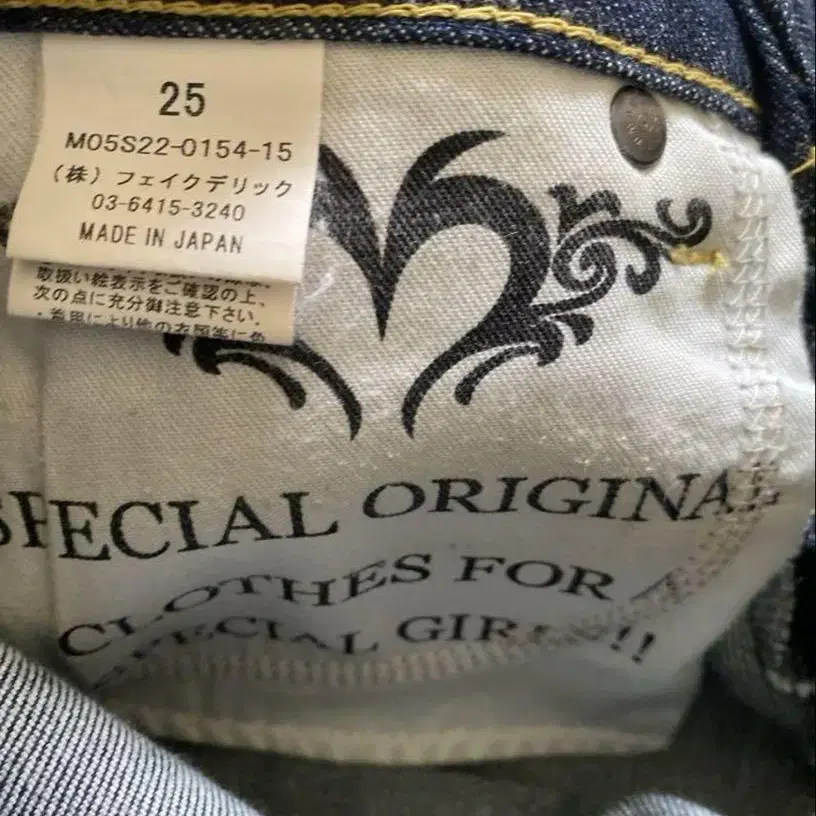 25
M05S22-0154-15
(株)フェイクデリック
03-6415-3240
MADE IN JAPAN
取扱い絵表示をご確認の上、
次の点に充分御注意下さい。
SPECIAL ORIGINAL
CLOTHES FOR
SPECIAL GIRLS!!